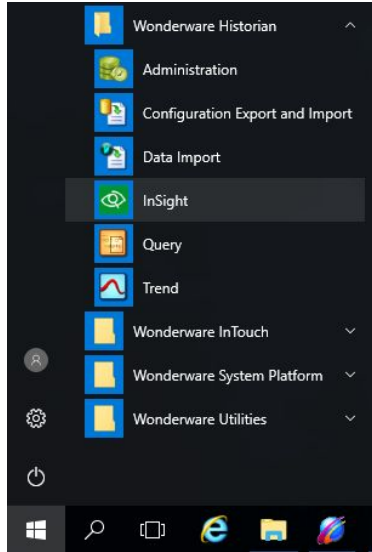 Wonderware Historian
Administration
Configuration Export and Import
Data Import
InSight
Query
Trend
Wonderware InTouch
Wonderware System Platform
Wonderware Utilities